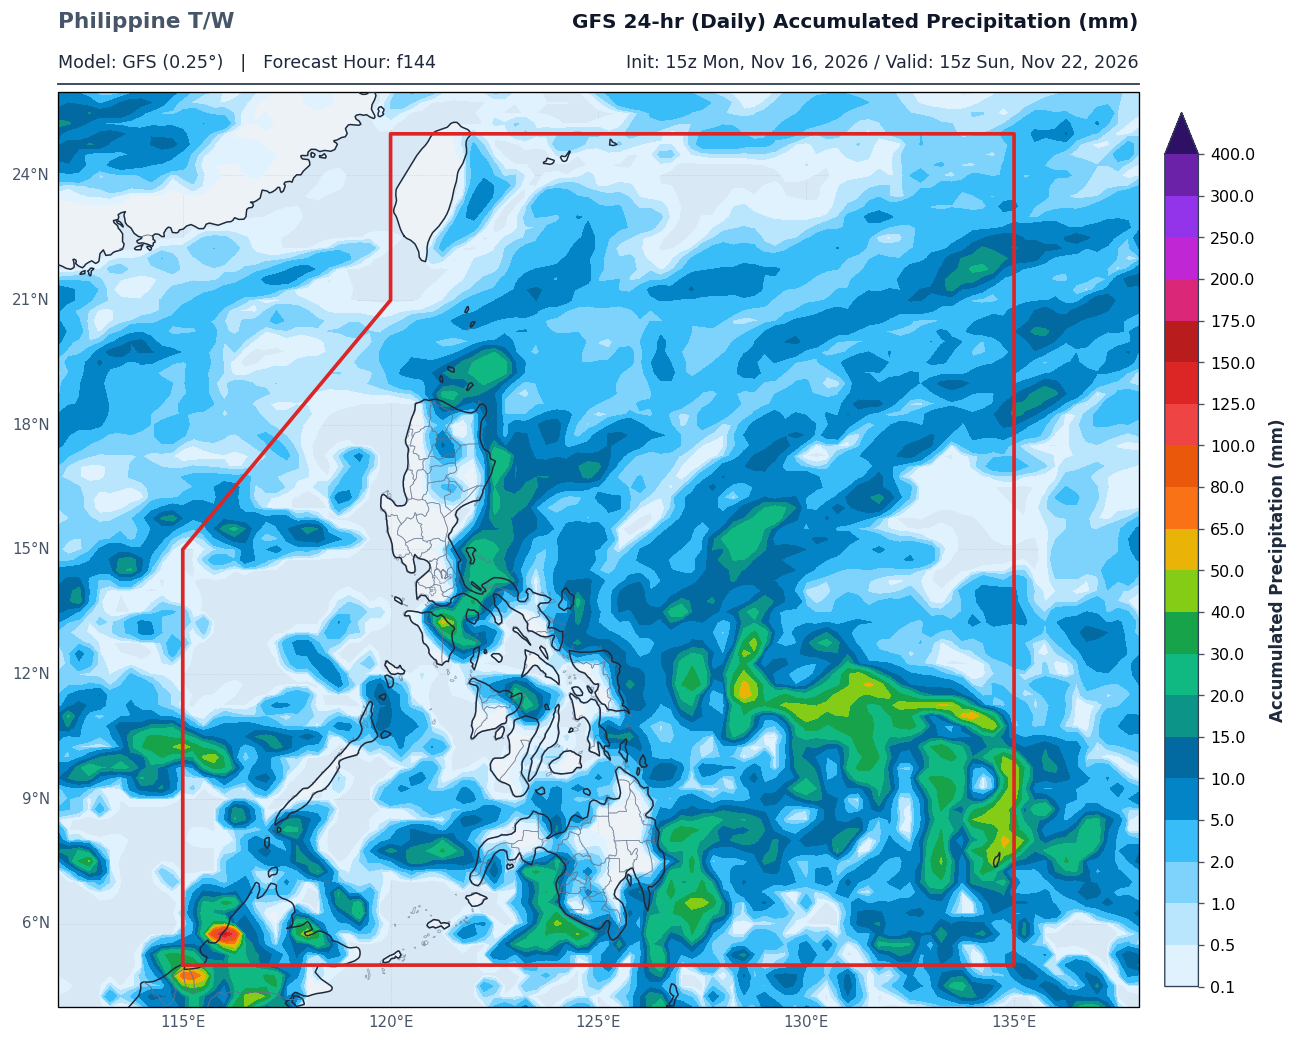 Philippine T/W
GFS 24-hr (Daily) Accumulated Precipitation (mm)
Model: GFS (0.25°) | Forecast Hour: f144
Init: 15z Mon, Nov 16, 2026 / Valid: 15z Sun, Nov 22, 2026
24°N
21°N
18°N
15°N
12°N
9°N
6°N
115°E
120°E
125°E
130°E
135°E
400.0
300.0
250.0
200.0
175.0
150.0
125.0
100.0
80.0
65.0
50.0
40.0
30.0
20.0
15.0
10.0
5.0
2.0
1.0
0.5
0.1
Accumulated Precipitation (mm)